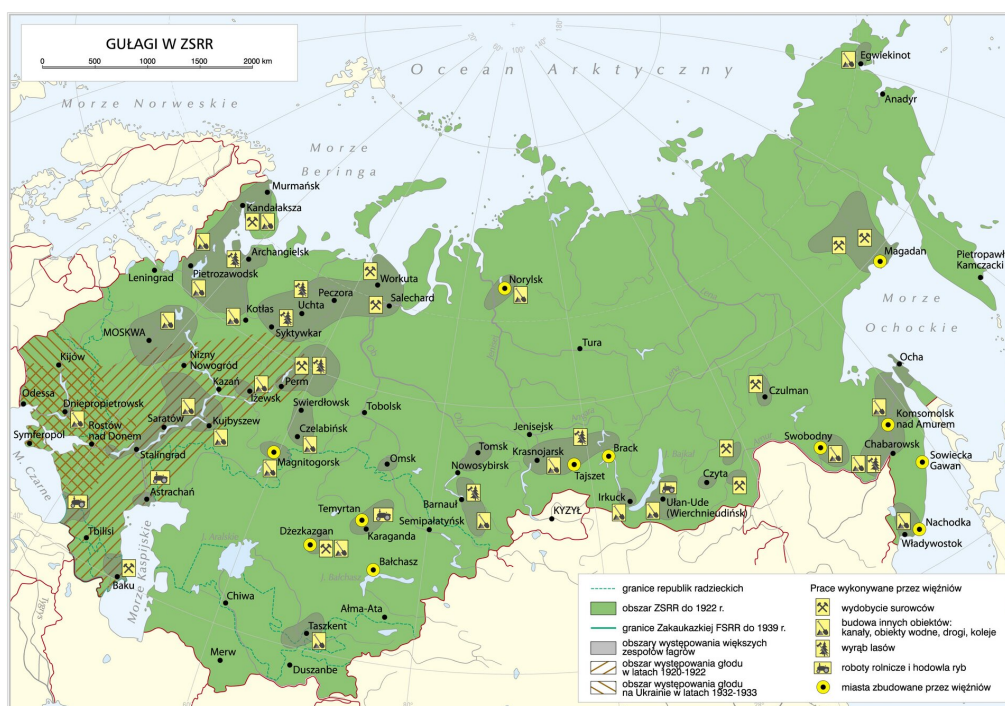 GUŁAGI W ZSRR
0 500 1000 1500 2000 km
Ocean Arktyczny
Morze Norweskie
Morze
Beringa
Egwiekinot
Anadyr
Murmańsk
Kandałaksza
Archangielsk
Leningrad
Pietrozawodsk
Workuta
Peczora
Salechard
Norylsk
Magadan
Pietropawł
Kamczacki
Morze
Ochockie
Kotłas
Uchta
Syktywkar
MOSKWA
Tura
Kijów
Niżny
Nowogród
Ocha
Odessa
Kazań
Iżewsk
Perm
Czulman
Dniepropietrowsk
Swierdłowsk
Tobolsk
Saratów
Kujbyszew
Komsomolsk
nad Amurem
Rostów
nad Donem
Czelabińsk
Jenisejsk
Symferopol
Tomsk
Krasnojarsk
Brack
Swobodny
Chabarowsk
Stalingrad
Magnitogorsk
Omsk
Nowosybirsk
Tajszet
J. Bajkał
Sowiecka
Gawan
M. Czarne
Astrachań
Barnauł
Irkuck
Czyta
Ułan-Ude
(Wierchnieudińsk)
Temyrtan
Karaganda
Semipałatyńsk
KYZYŁ
Tbilisi
Dżezkazgan
Nachodka
Władywostok
J. Aralskie
Bałchasz
J. Bałchasz
Baku
Morze Kaspijskie
Tygrys
Chiwa
Ałma-Ata
Taszkent
Merw
Duszanbe
granice republik radzieckich
obszar ZSRR do 1922 r.
granice Zakaukazkiej FSRR do 1939 r.
obszary występowania większych
zespołów łagrów
obszar występowania głodu
w latach 1920-1922
obszar występowania głodu
na Ukrainie w latach 1932-1933
Prace wykonywane przez więźniów
wydobycie surowców
budowa innych obiektów:
kanały, obiekty wodne, drogi, koleje
wyrąb lasów
roboty rolnicze i hodowla ryb
miasta zbudowane przez więźniów